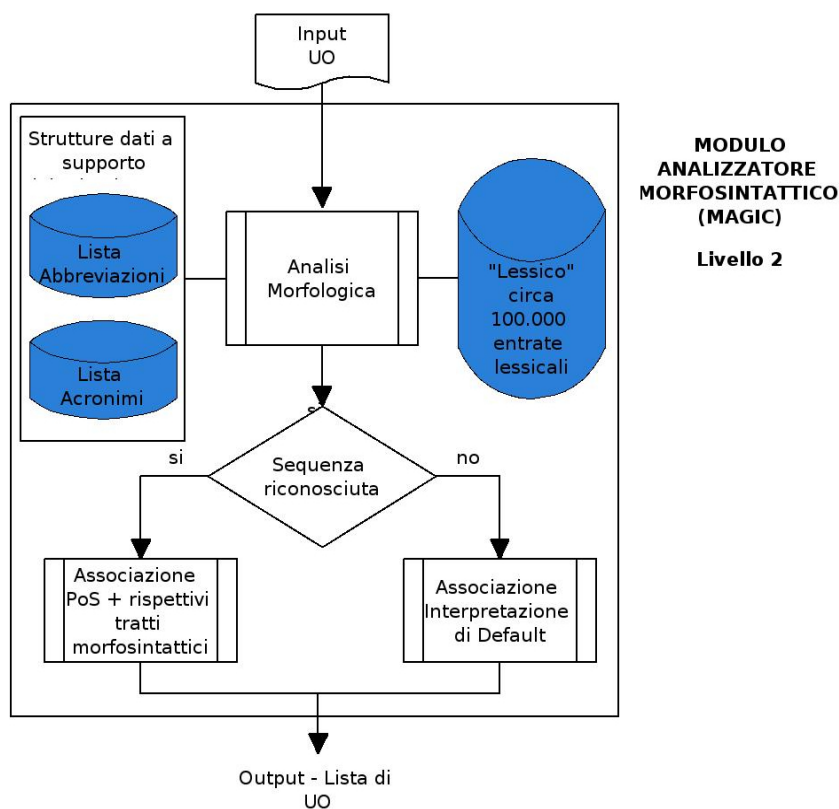 Input
UO
Strutture dati a
supporto
Lista
Abbreviazioni
Lista
Acronimi
Analisi
Morfologica
"Lessico"
circa
100.000
entrate
lessicali
MODULO
ANALIZZATORE
MORFOSINTATTICO
(MAGIC)
Livello 2
Sequenza
riconosciuta
si
no
Associazione
PoS + rispettivi
tratti
morfosintattici
Associazione
Interpretazione
di Default
Output - Lista di
UO